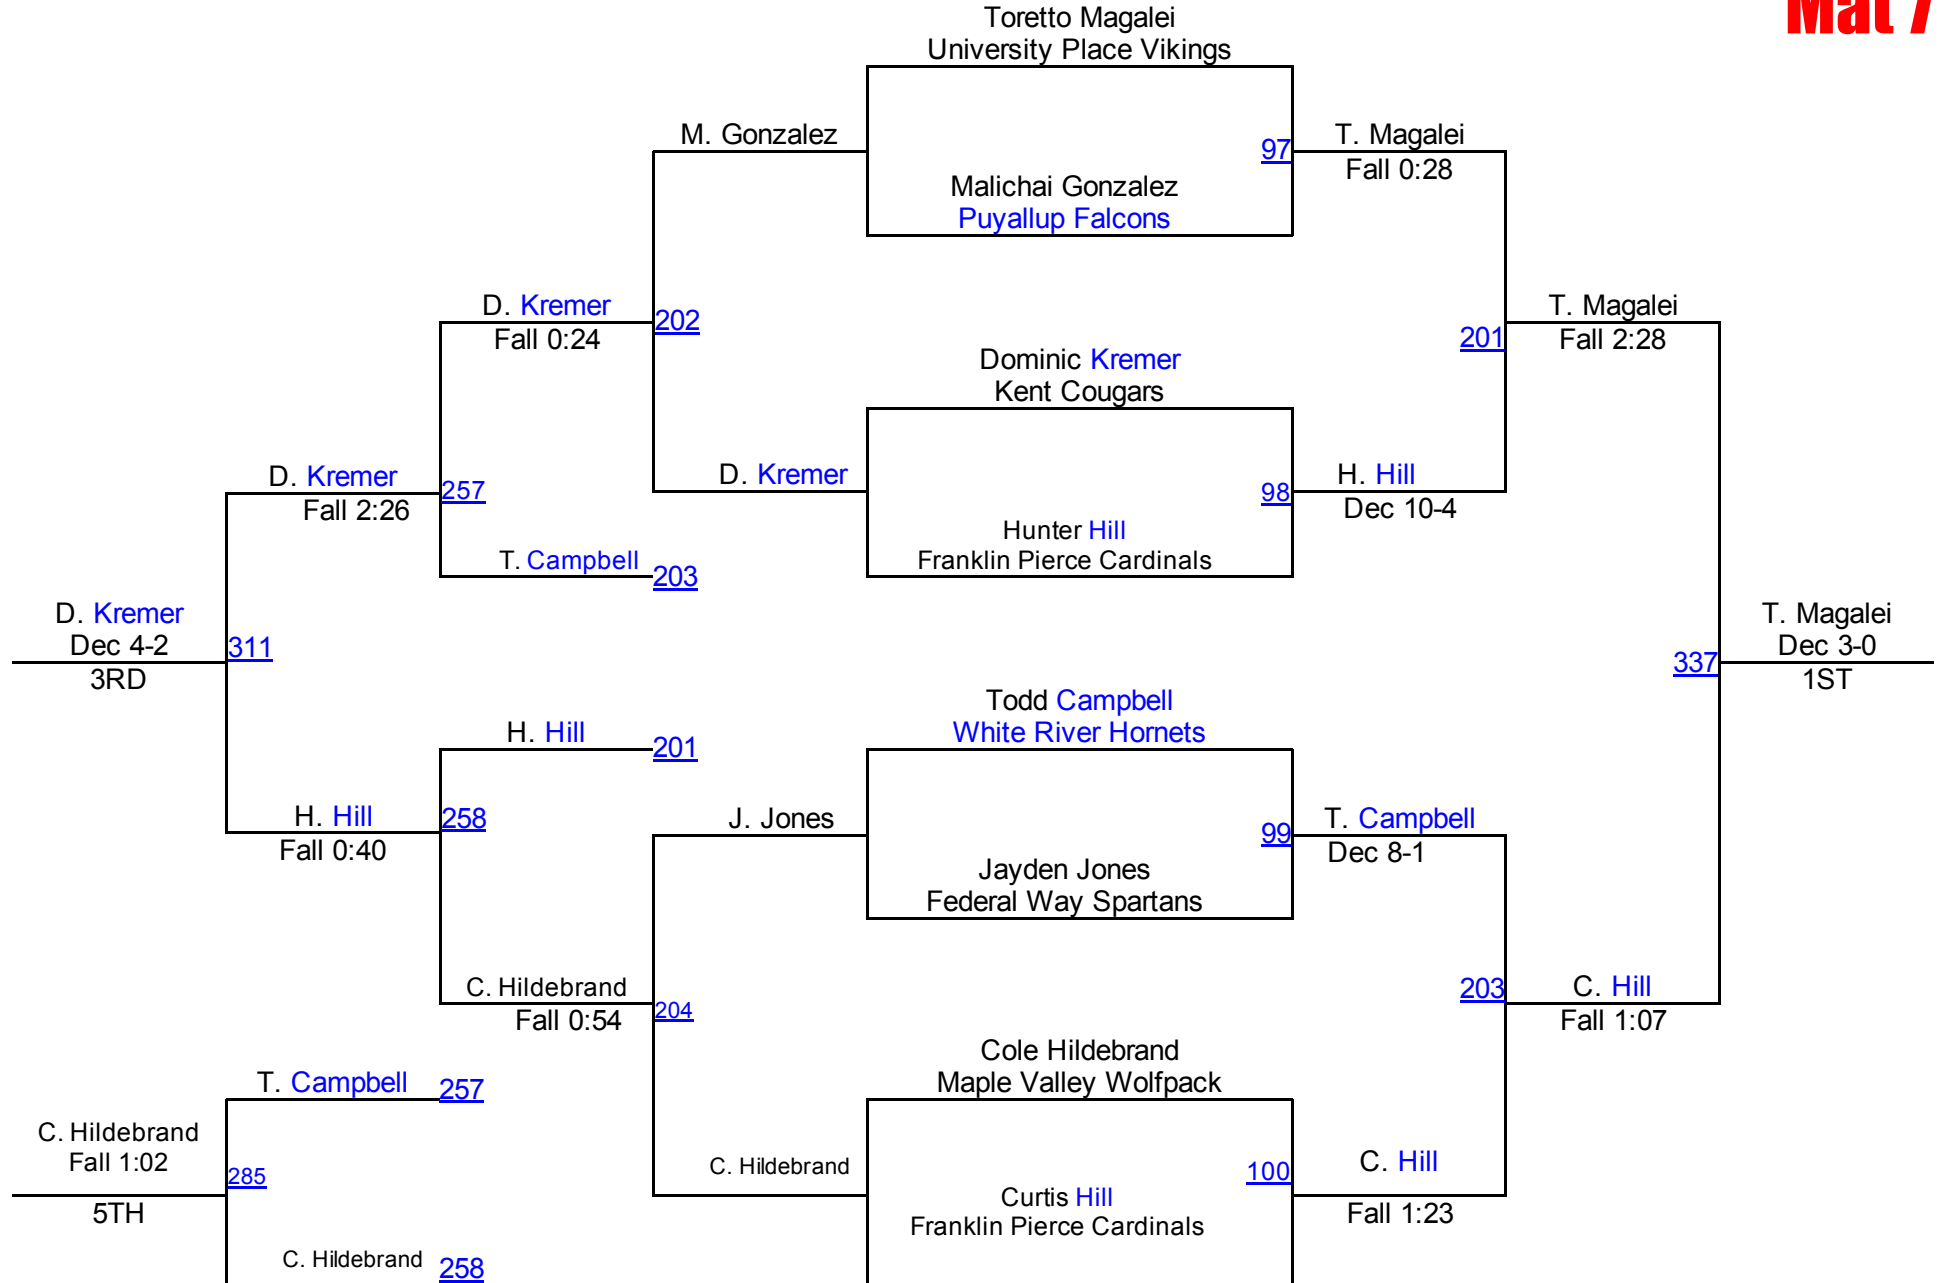 Mat 7
Toretto Magalei
University Place Vikings
M. Gonzalez
97
T. Magalei
Fall 0:28
Malichai Gonzalez
Puyallup Falcons
D. Kremer
Fall 0:24
202
T. Magalei
Fall 2:28
201
Dominic Kremer
Kent Cougars
D. Kremer
Fall 2:26
257
D. Kremer
98
H. Hill
Dec 10-4
Hunter Hill
Franklin Pierce Cardinals
T. Campbell
203
D. Kremer
Dec 4-2
3RD
311
T. Magalei
Dec 3-0
1ST
337
H. Hill
201
Todd Campbell
White River Hornets
H. Hill
Fall 0:40
258
J. Jones
99
T. Campbell
Dec 8-1
Jayden Jones
Federal Way Spartans
C. Hildebrand
Fall 0:54
204
203
C. Hill
Fall 1:07
Cole Hildebrand
Maple Valley Wolfpack
T. Campbell
257
C. Hildebrand
Fall 1:02
5TH
285
C. Hildebrand
100
C. Hill
Fall 1:23
Curtis Hill
Franklin Pierce Cardinals
C. Hildebrand
258